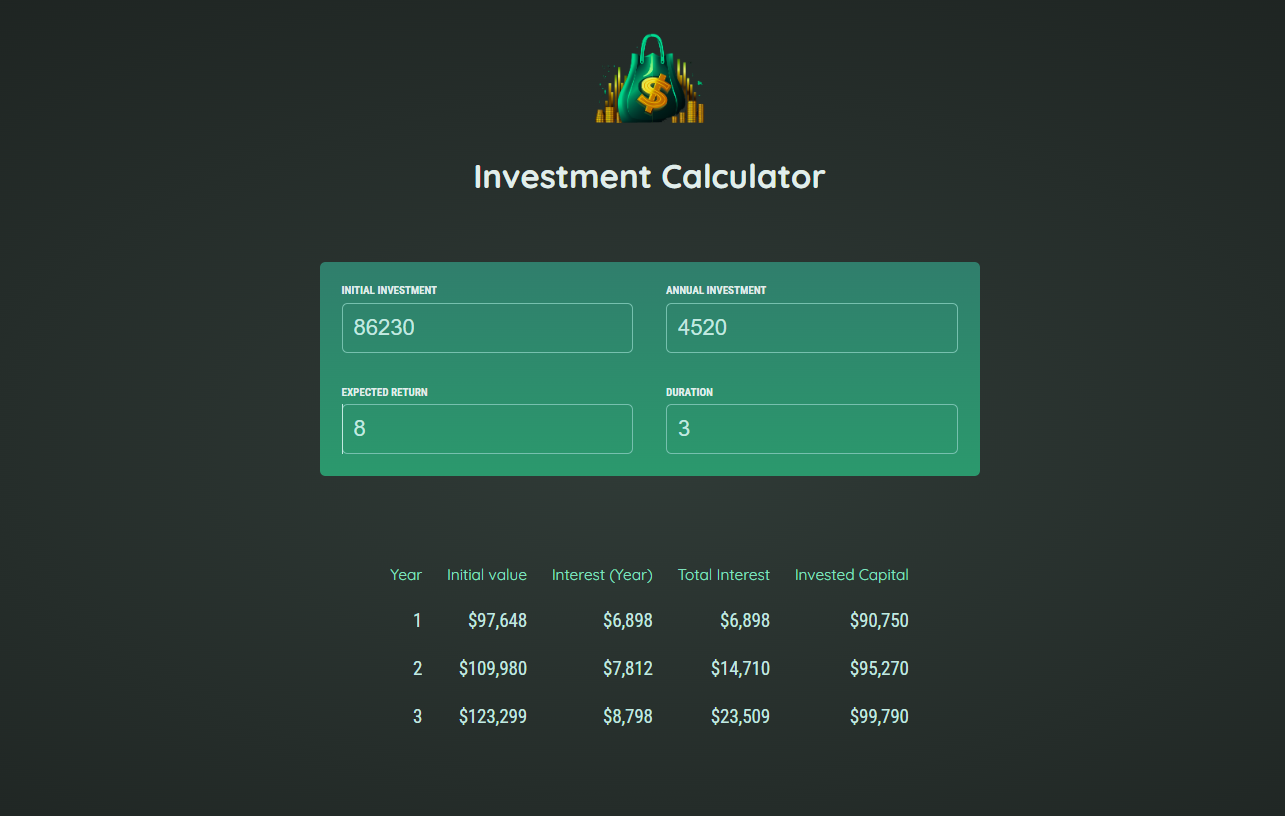 $
Investment Calculator
INITIAL INVESTMENT ANNUAL INVESTMENT
86230 4520
EXPECTED RETURN DURATION
8 3
Year Initial value Interest (Year) Total Interest Invested Capital
1 $97,648 $6,898 $6,898 $90,750
2 $109,980 $7,812 $14,710 $95,270
3 $123,299 $8,798 $23,509 $99,790